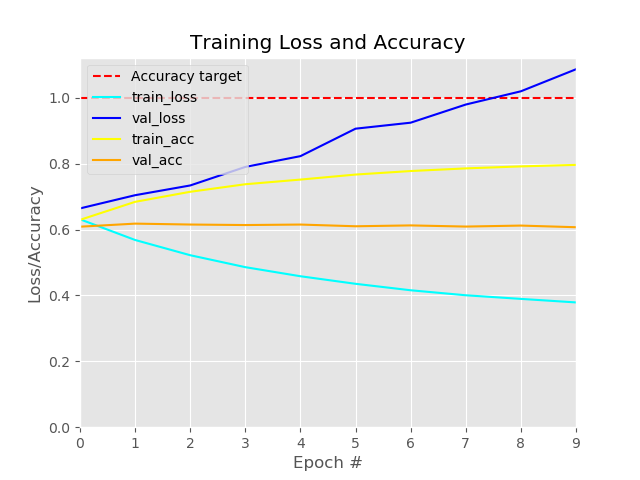 Training Loss and Accuracy
Accuracy target
train_loss
val_loss
train_acc
val_acc
Loss/Accuracy
1.0
0.8
0.6
0.4
0.2
0.0
0 1 2 3 4 5 6 7 8 9
Epoch #